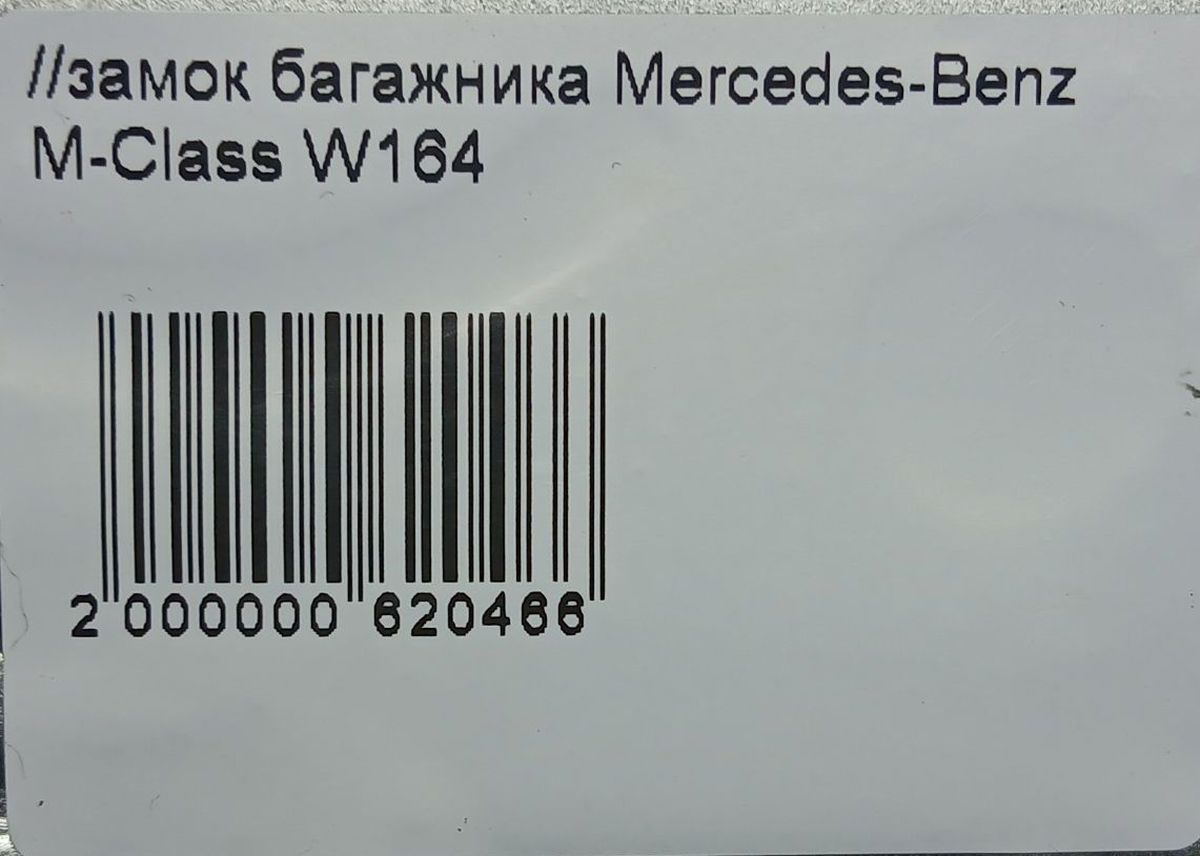 //замок багажника Mercedes-Benz
M-Class W164
2 000000 620466